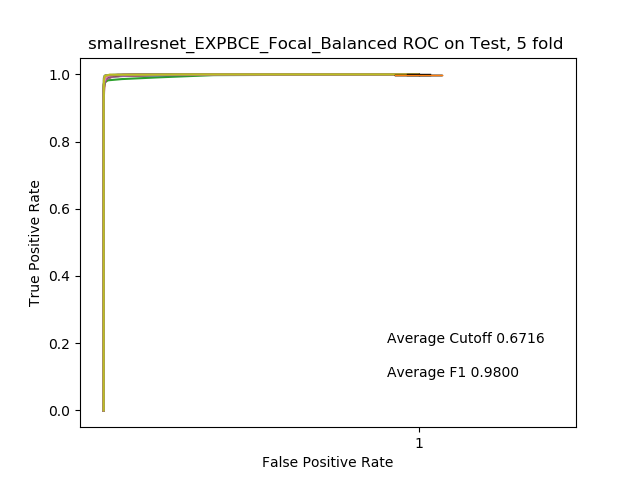 smallresnet_EXPBCE_Focal_Balanced ROC on Test, 5 fold
1.0
0.8
0.6
0.4
0.2
0.0
True Positive Rate
Average Cutoff 0.6716
Average F1 0.9800
1
False Positive Rate